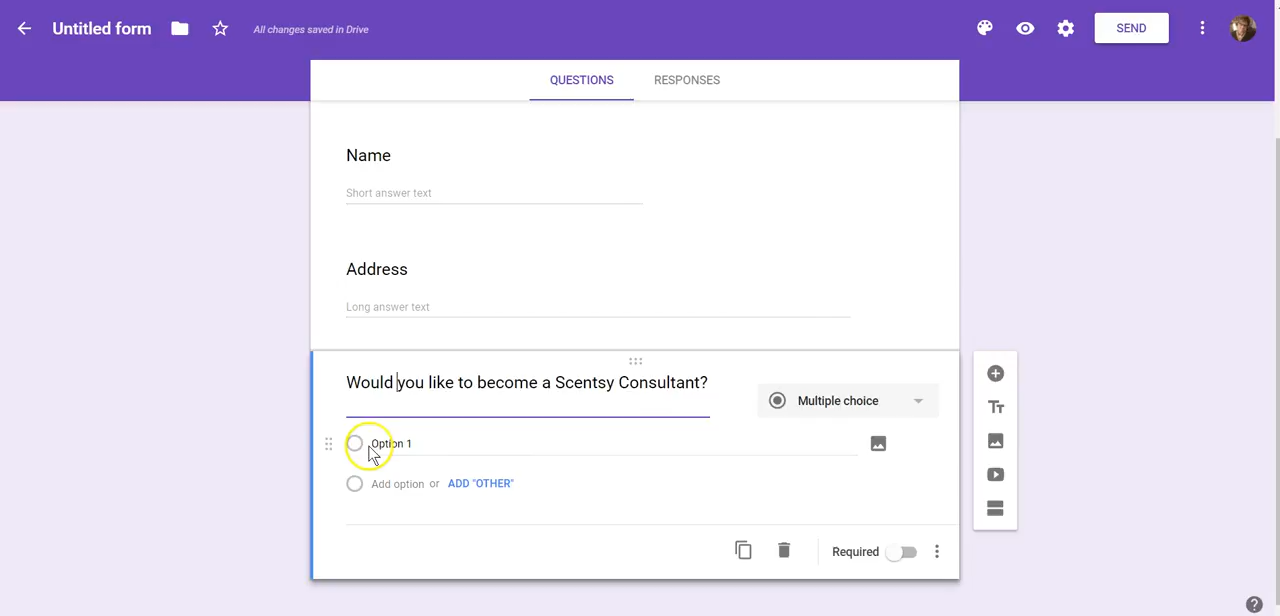 Untitled form
All changes saved in Drive
SEND
QUESTIONS
RESPONSES
Name
Short answer text
Address
Long answer text
Would you like to become a Scentsy Consultant?
Multiple choice
Option 1
Add option or ADD "OTHER"
Required